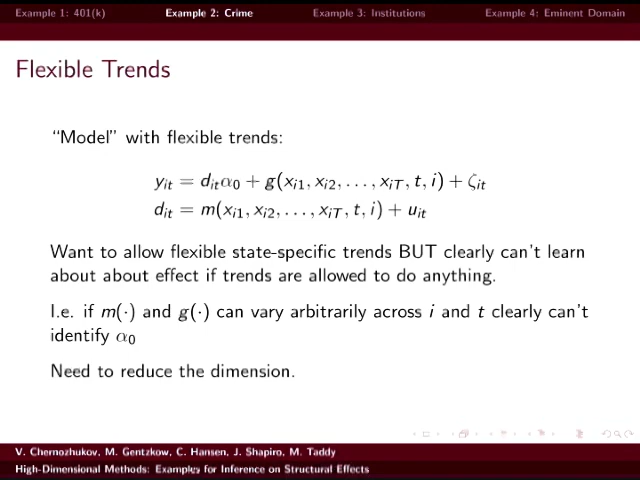 Example 1: 401(k) Example 2: Crime Example 3: Institutions Example 4: Eminent Domain
Flexible Trends
“Model” with flexible trends:
y_it = d_it α_0 + g(x_i1, x_i2, . . . , x_iT, t, i) + ζ_it
d_it = m(x_i1, x_i2, . . . , x_iT, t, i) + u_it
Want to allow flexible state-specific trends BUT clearly can't learn
about about effect if trends are allowed to do anything.
I.e. if m(·) and g(·) can vary arbitrarily across i and t clearly can't
identify α_0
Need to reduce the dimension.
V. Chernozhukov, M. Gentzkow, C. Hansen, J. Shapiro, M. Taddy
High-Dimensional Methods: Examples for Inference on Structural Effects